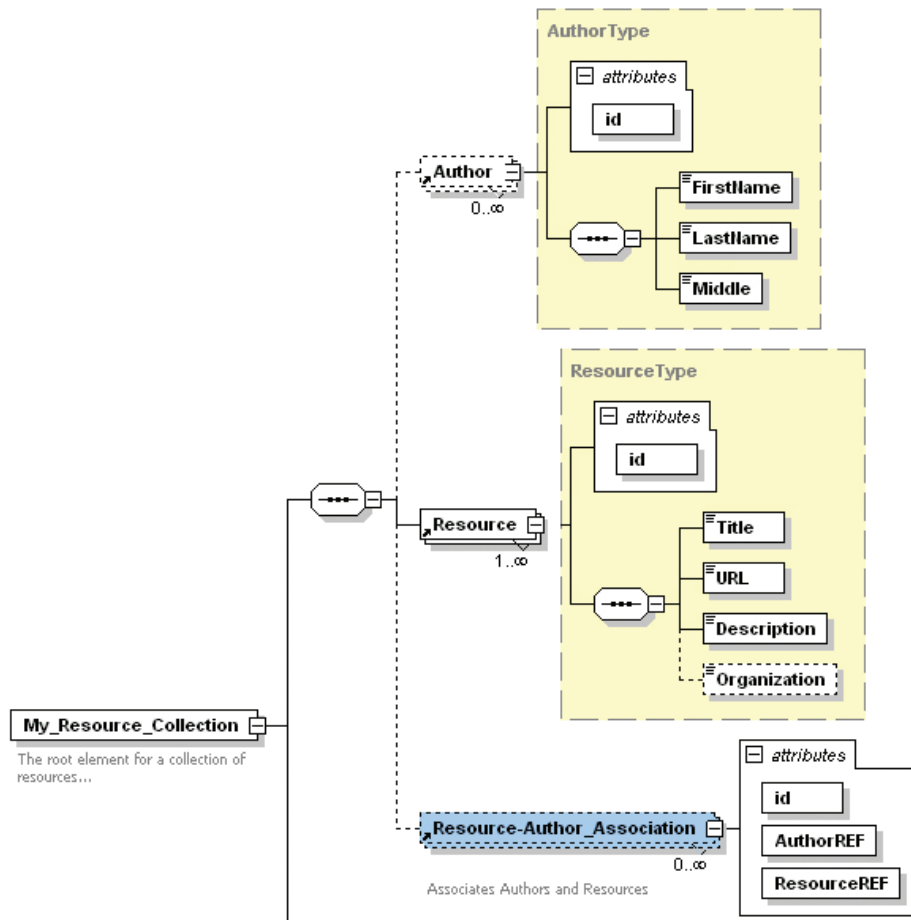 AuthorType
attributes
id
Author
0..∞
FirstName
LastName
Middle
ResourceType
attributes
id
Resource
1..∞
Title
URL
Description
Organization
My_Resource_Collection
The root element for a collection of
resources...
attributes
id
Resource-Author_Association
0..∞
AuthorREF
ResourceREF
Associates Authors and Resources